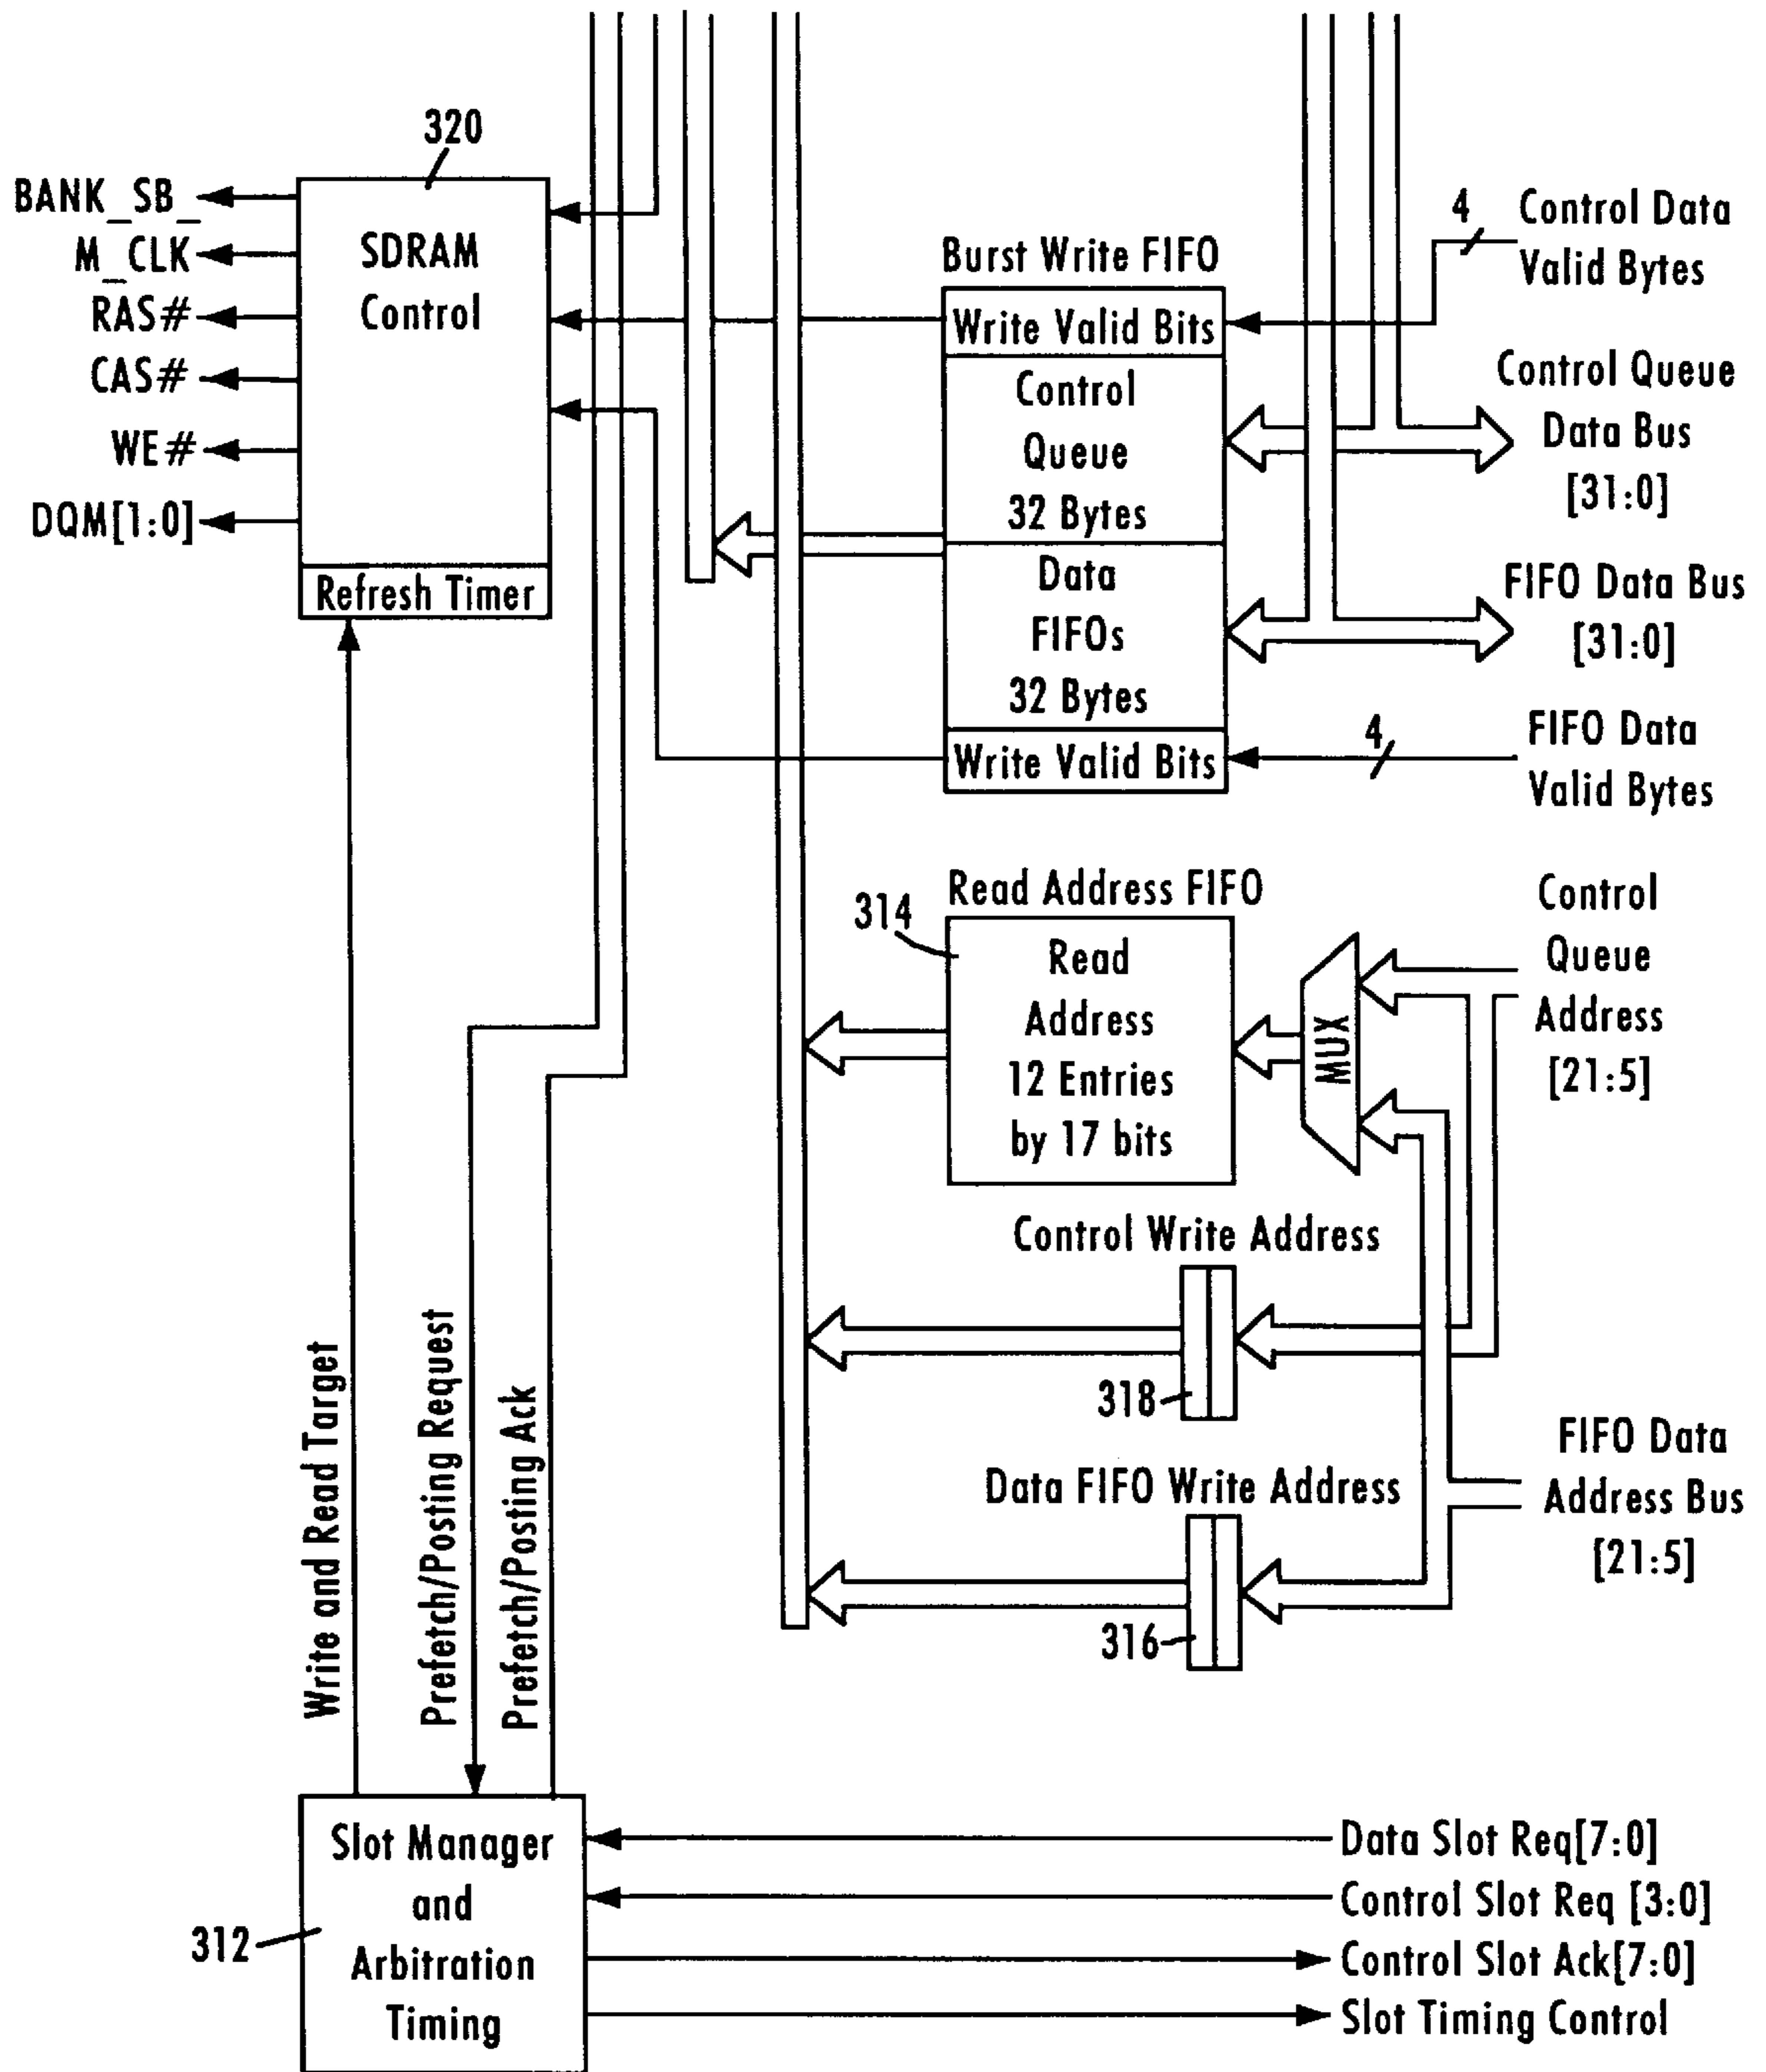 320
BANK_SB_
M_CLK
RAS#
CAS#
WE#
DQM[1:0]
SDRAM
Control
Refresh Timer
Burst Write FIFO
Write Valid Bits
Control
Queue
32 Bytes
Data
FIFOs
32 Bytes
Write Valid Bits
4
Control Data
Valid Bytes
Control Queue
Data Bus
[31:0]
FIFO Data Bus
[31:0]
4
FIFO Data
Valid Bytes
Read Address FIFO
314
Read
Address
12 Entries
by 17 bits
MUX
Control
Queue
Address
[21:5]
Control Write Address
318
Data FIFO Write Address
316
FIFO Data
Address Bus
[21:5]
Write and Read Target
Prefetch/Posting Request
Prefetch/Posting Ack
Slot Manager
and
Arbitration
Timing
312
Data Slot Req[7:0]
Control Slot Req [3:0]
Control Slot Ack[7:0]
Slot Timing Control